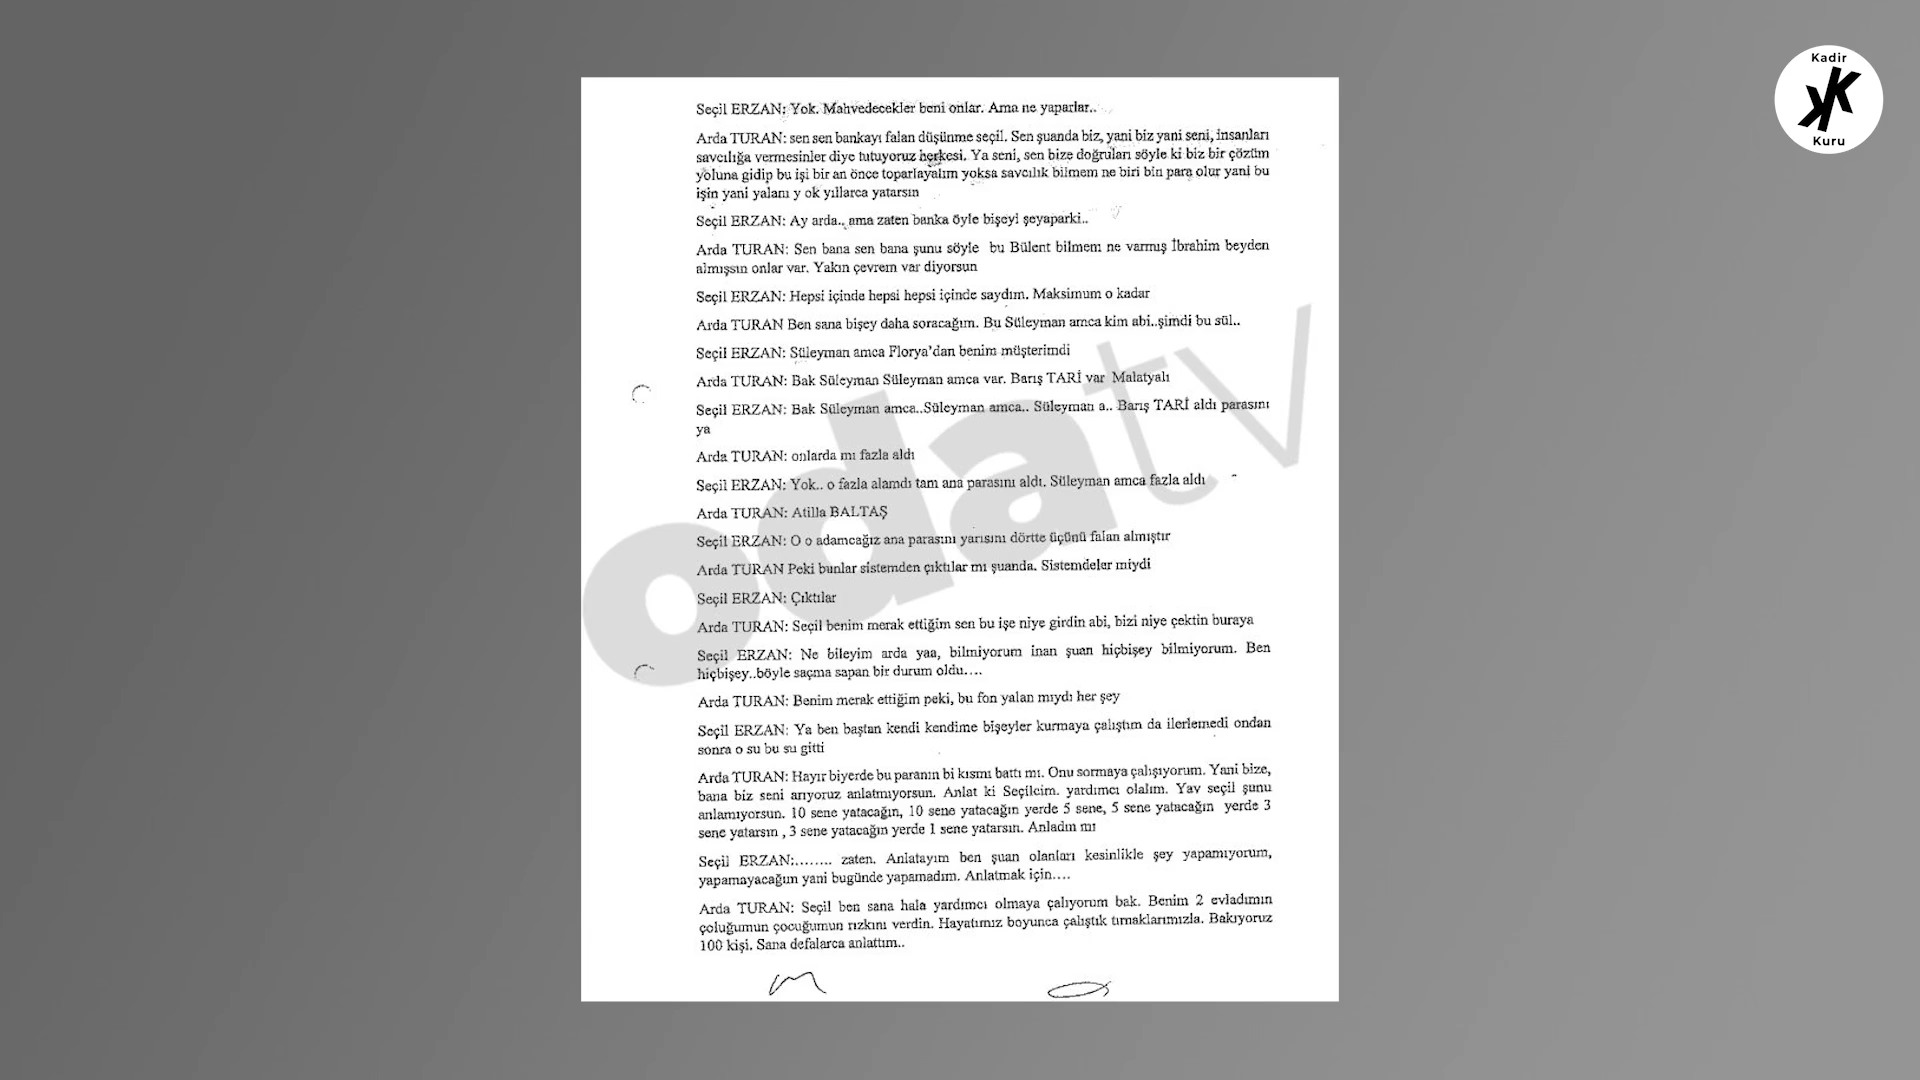 Kadir
KK
Kuru
Seçil ERZAN: Yok. Mahvedecekler beni onlar. Ama ne yaparlar..
Arda TURAN: sen sen bankayı falan düşünme seçil. Sen şuanda biz, yani biz yani seni, insanları
savcılığa vermesinler diye tutuyoruz herkesi. Ya seni, sen bize doğruları söyle ki biz bir çözüm
yoluna gidip bu işi bir an önce toparlayalım yoksa savcılık bilmem ne biri bin para olur yani bu
işin yani yalanı y ok yıllarca yatarsın
Seçil ERZAN: Ay arda.. ama zaten banka öyle bişeyi şeyaparki..
Arda TURAN: Sen bana sen bana şunu söyle bu Bülent bilmem ne varmış İbrahim beyden
almışsın onlar var. Yakın çevrem var diyorsun
Seçil ERZAN: Hepsi içinde hepsi hepsi içinde saydım. Maksimum o kadar
Arda TURAN Ben sana bişey daha soracağım. Bu Süleyman amca kim abi..şimdi bu sül..
Seçil ERZAN: Süleyman amca Florya’dan benim müşterimdi
Arda TURAN: Bak Süleyman Süleyman amca var. Barış TARİ var Malatyalı
Seçil ERZAN: Bak Süleyman amca..Süleyman amca.. Süleyman a.. Barış TARİ aldı parasını
ya
Arda TURAN: onlarda mı fazla aldı
Seçil ERZAN: Yok.. o fazla alamdı tam ana parasını aldı. Süleyman amca fazla aldı
Arda TURAN: Atilla BALTAŞ
Seçil ERZAN: O o adamcağız ana parasını yarısını dörtte üçünü falan almıştır
Arda TURAN Peki bunlar sistemden çıktılar mı şuanda. Sistemdeler miydi
Seçil ERZAN: Çıktılar
Arda TURAN: Seçil benim merak ettiğim sen bu işe niye girdin abi, bizi niye çektin buraya
Seçil ERZAN: Ne bileyim arda yaa, bilmiyorum inan şuan hiçbişey bilmiyorum. Ben
hiçbişey..böyle saçma sapan bir durum oldu….
Arda TURAN: Benim merak ettiğim peki, bu fon yalan mıydı her şey
Seçil ERZAN: Ya ben baştan kendi kendime bişeyler kurmaya çalıştım da ilerlemedi ondan
sonra o su bu su gitti
Arda TURAN: Hayır biyerde bu paranın bi kısmı battı mı. Onu sormaya çalışıyorum. Yani bize,
bana biz seni arıyoruz anlatmıyorsun. Anlat ki Seçilcim. yardımcı olalım. Yav seçil şunu
anlamıyorsun. 10 sene yatacağın, 10 sene yatacağın yerde 5 sene, 5 sene yatacağın yerde 3
sene yatarsın , 3 sene yatacağın yerde 1 sene yatarsın. Anladın mı
Seçil ERZAN:…….. zaten. Anlatayım ben şuan olanları kesinlikle şey yapamıyorum,
yapamayacağım yani bugünde yapamadım. Anlatmak için….
Arda TURAN: Seçil ben sana hala yardımcı olmaya çalıyorum bak. Benim 2 evladımın
çoluğumun çocuğumun rızkını verdin. Hayatımız boyunca çalıştık tırnaklarımızla. Bakıyoruz
100 kişi. Sana defalarca anlattım..
odatv